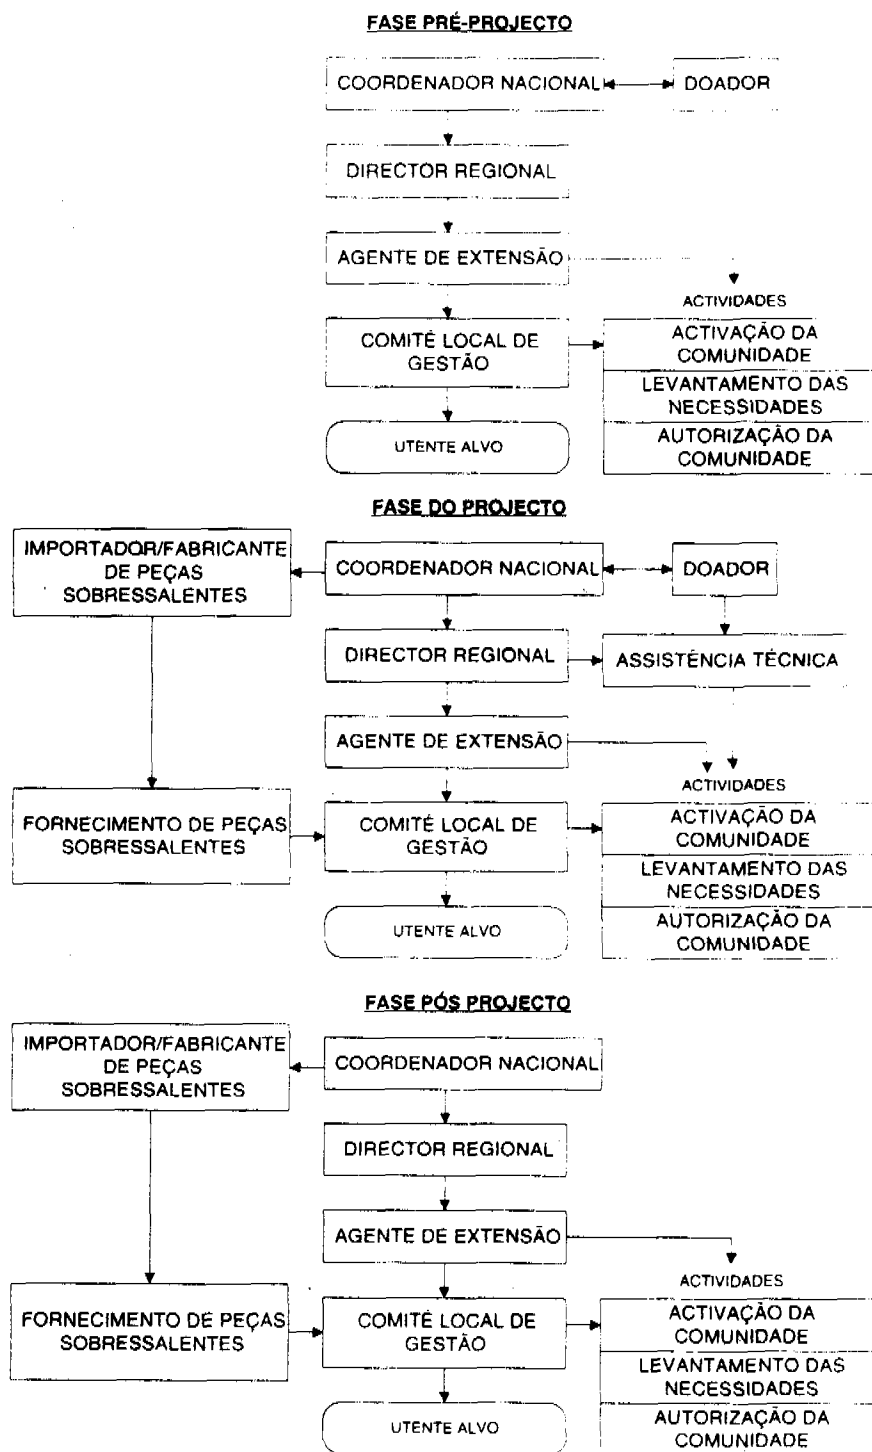 FASE PRÉ-PROJECTO
COORDENADOR NACIONAL
DOADOR
DIRECTOR REGIONAL
AGENTE DE EXTENSÃO
ACTIVIDADES
COMITÉ LOCAL DE
GESTÃO
ACTIVAÇÃO DA
COMUNIDADE
LEVANTAMENTO DAS
NECESSIDADES
UTENTE ALVO
AUTORIZAÇÃO DA
COMUNIDADE
FASE DO PROJECTO
IMPORTADOR/FABRICANTE
DE PEÇAS
SOBRESSALENTES
COORDENADOR NACIONAL
DOADOR
DIRECTOR REGIONAL
ASSISTÊNCIA TÉCNICA
AGENTE DE EXTENSÃO
ACTIVIDADES
FORNECIMENTO DE PEÇAS
SOBRESSALENTES
COMITÉ LOCAL DE
GESTÃO
ACTIVAÇÃO DA
COMUNIDADE
LEVANTAMENTO DAS
NECESSIDADES
UTENTE ALVO
AUTORIZAÇÃO DA
COMUNIDADE
FASE PÓS PROJECTO
IMPORTADOR/FABRICANTE
DE PEÇAS
SOBRESSALENTES
COORDENADOR NACIONAL
DIRECTOR REGIONAL
AGENTE DE EXTENSÃO
ACTIVIDADES
FORNECIMENTO DE PEÇAS
SOBRESSALENTES
COMITÉ LOCAL DE
GESTÃO
ACTIVAÇÃO DA
COMUNIDADE
LEVANTAMENTO DAS
NECESSIDADES
UTENTE ALVO
AUTORIZAÇÃO DA
COMUNIDADE